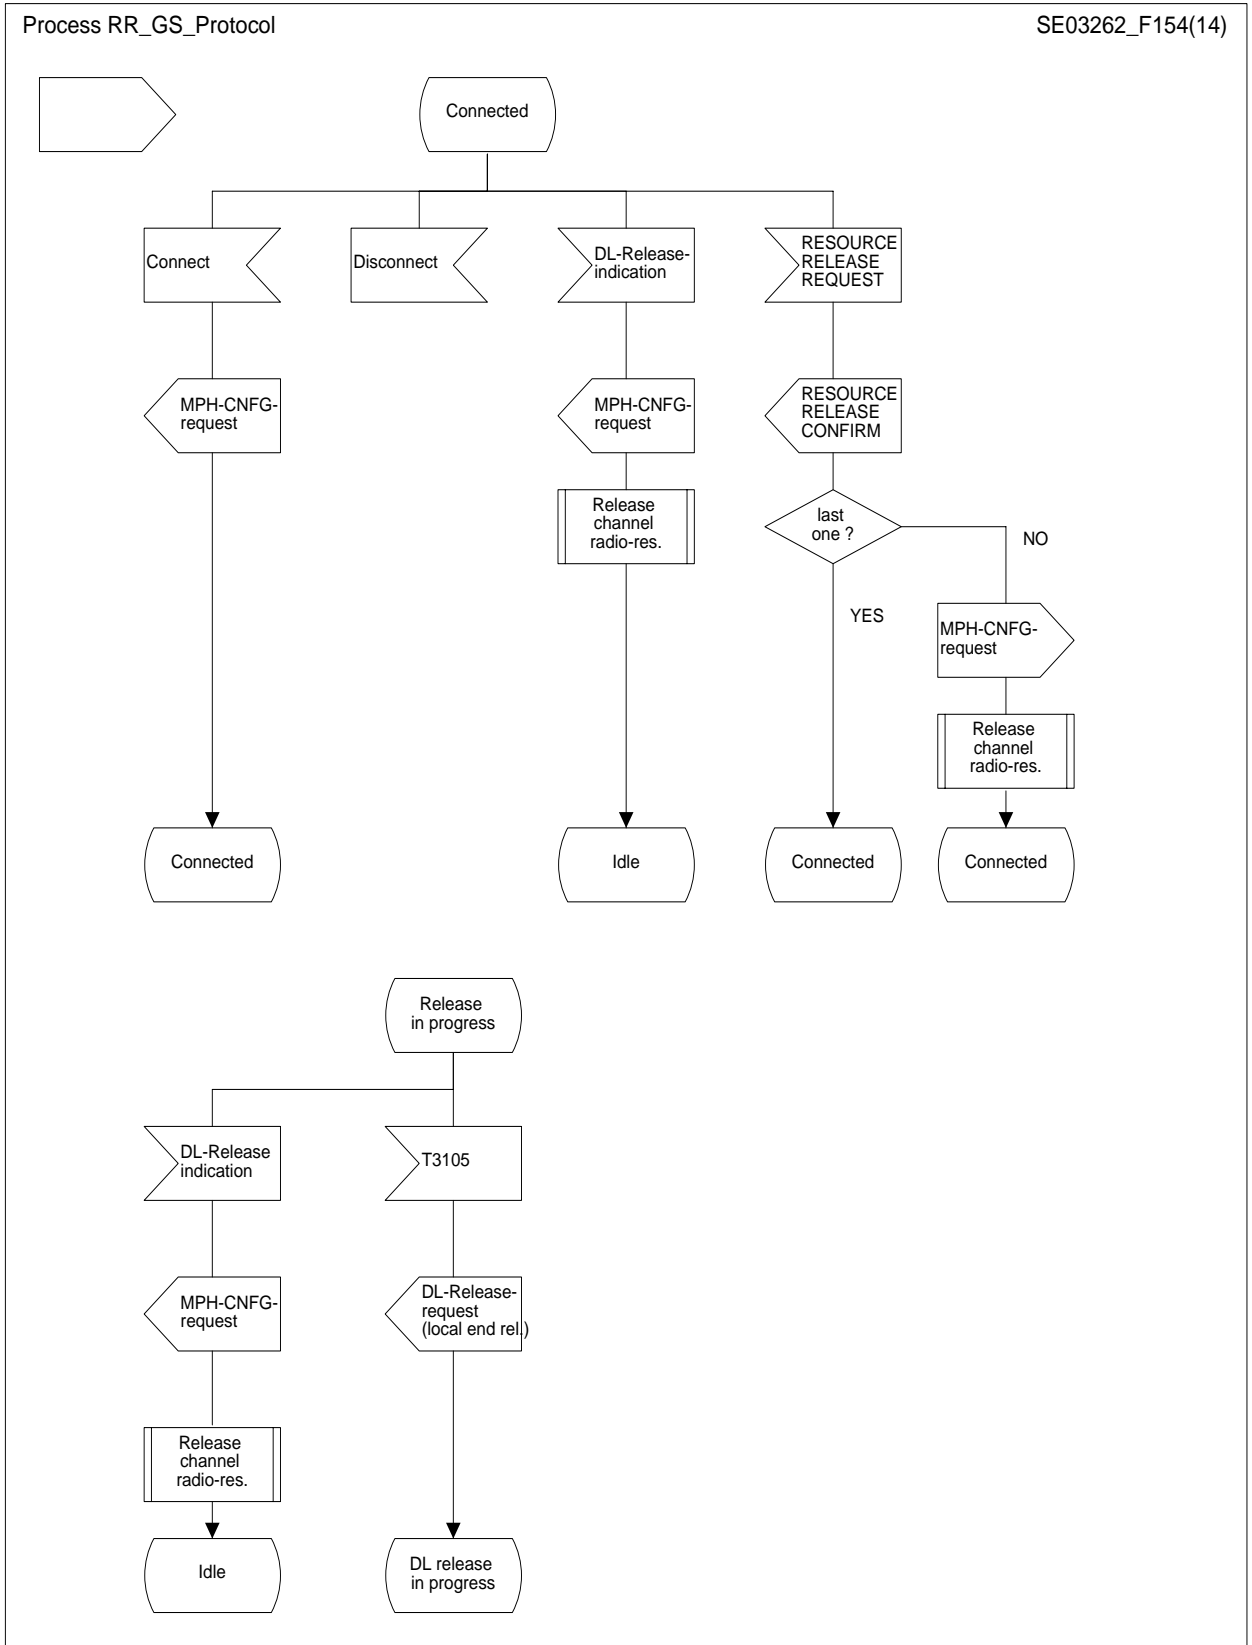 Process RR_GS_Protocol
SE03262_F154(14)
Connected
Connect
Disconnect
DL-Release-
indication
RESOURCE
RELEASE
REQUEST
MPH-CNFG-
request
MPH-CNFG-
request
RESOURCE
RELEASE
CONFIRM
Release
channel
radio-res.
last
one ?
NO
YES
MPH-CNFG-
request
Release
channel
radio-res.
Connected
Idle
Connected
Connected
Release
in progress
DL-Release
indication
T3105
MPH-CNFG-
request
DL-Release-
request
(local end rel.)
Release
channel
radio-res.
Idle
DL release
in progress